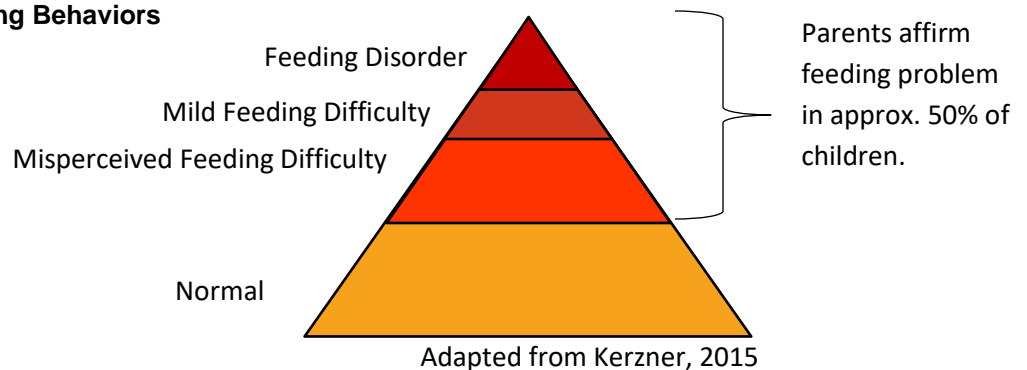 ng Behaviors
Feeding Disorder
Mild Feeding Difficulty
Misperceived Feeding Difficulty
Normal
Parents affirm
feeding problem
in approx. 50% of
children.
Adapted from Kerzner, 2015